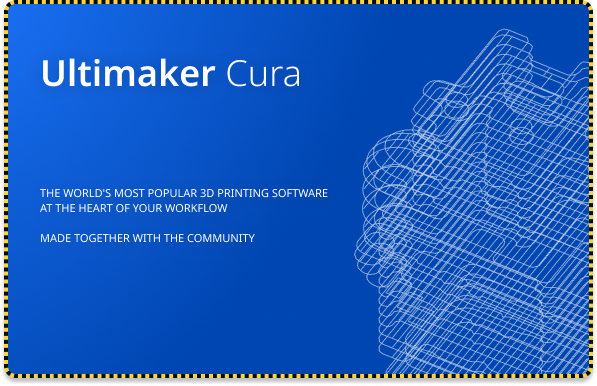 Ultimaker Cura
THE WORLD'S MOST POPULAR 3D PRINTING SOFTWARE
AT THE HEART OF YOUR WORKFLOW
MADE TOGETHER WITH THE COMMUNITY